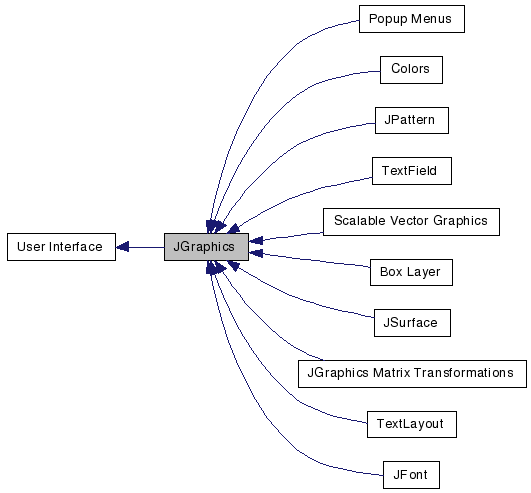 Popup Menus
Colors
JPattern
TextField
Scalable Vector Graphics
User Interface
JGraphics
Box Layer
JSurface
JGraphics Matrix Transformations
TextLayout
JFont